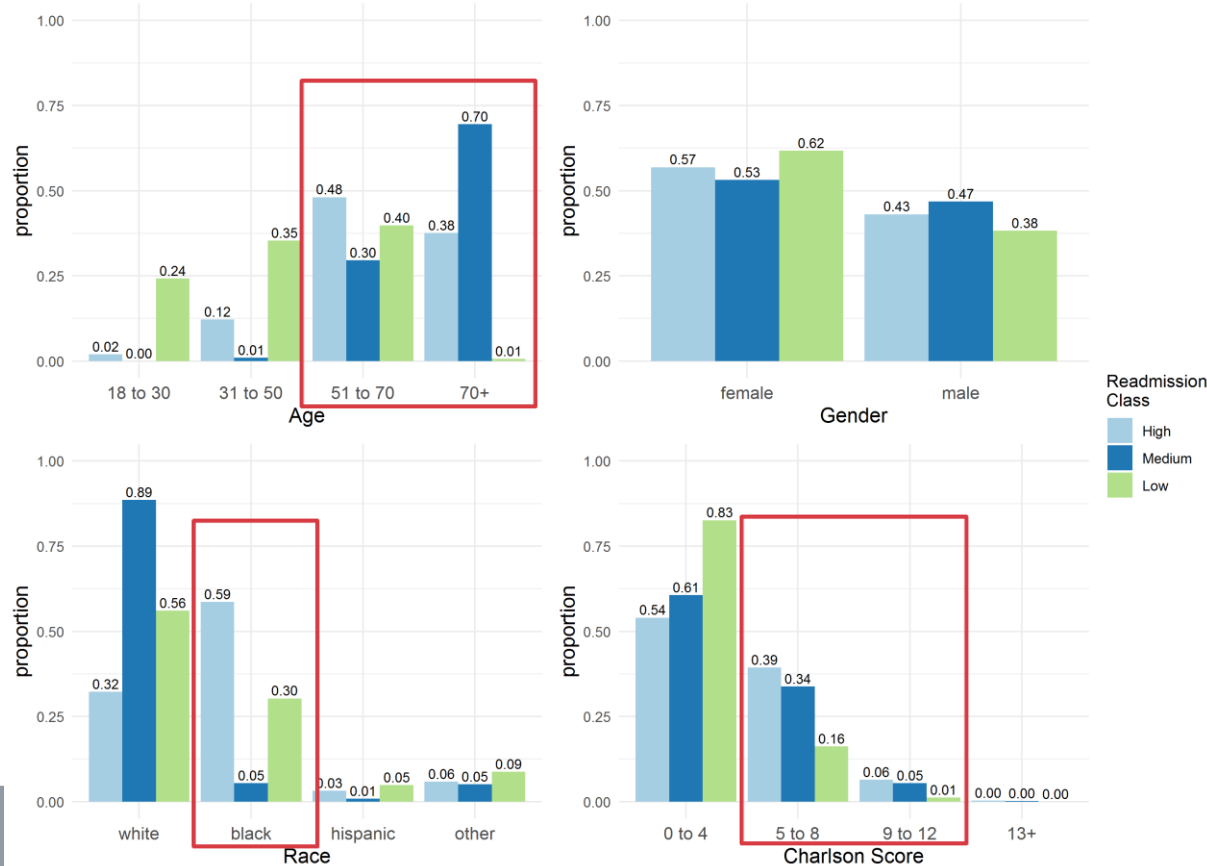 1.00
0.75
0.50
0.25
0.00
proportion
0.02 0.00 0.24
0.12 0.01 0.35
0.48 0.30 0.40
0.38 0.70 0.01
18 to 30 31 to 50 51 to 70 70+
Age
1.00
0.75
0.50
0.25
0.00
proportion
0.57 0.53 0.62
0.43 0.47 0.38
female male
Gender
Readmission
Class
High
Medium
Low
1.00
0.75
0.50
0.25
0.00
proportion
0.32 0.89 0.56
0.59 0.05 0.30
0.03 0.01 0.05
0.06 0.05 0.09
white black hispanic other
Race
1.00
0.75
0.50
0.25
0.00
proportion
0.54 0.61 0.83
0.39 0.34 0.16
0.06 0.05 0.01
0.00 0.00 0.00
0 to 4 5 to 8 9 to 12 13+
Charlson Score